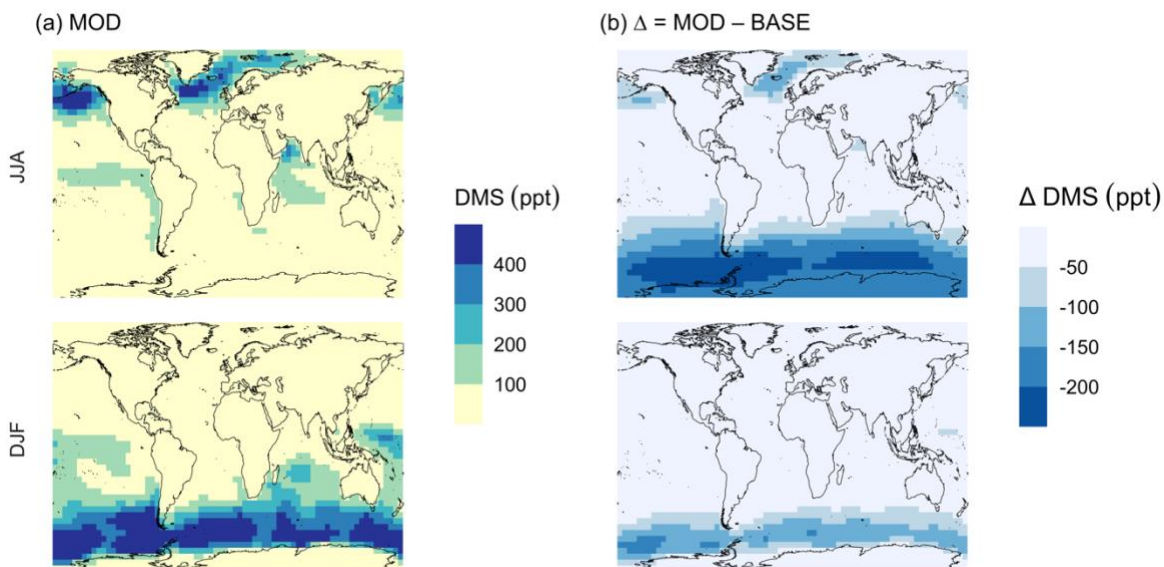 (a) MOD
(b) Δ = MOD – BASE
JJA
DMS (ppt)
400
300
200
100
Δ DMS (ppt)
-50
-100
-150
-200
DJF